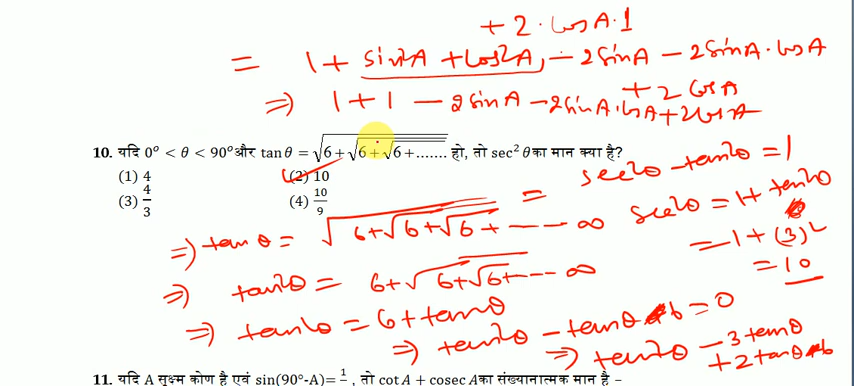 + 2 · cosA · 1
= 1 + sin²A + cos²A, - 2sinA - 2sinA · cosA
+ 2cosA
⇒ 1 + 1 - 2sinA - 2sinA · cosA + 2cosA
10. यदि 0° < θ < 90° और tan θ = √6 + √6 + √6 + ....... हो, तो sec² θ का मान क्या है?
(1) 4 (2) 10
(3) 4/3 (4) 10/9
sec²θ - tan²θ = 1
sec²θ = 1 + tan²θ
= 1 + (3)²
= 10
⇒ tanθ = √6+√6+√6+ ---- ∞ =
⇒ tan²θ = 6+√6+√6+--- ∞
⇒ tan²θ = 6 + tanθ
⇒ tan²θ - tanθ - 6 = 0
⇒ tan²θ - 3tanθ
+ 2tanθ - 6
11. यदि A सूक्ष्म कोण है एवं sin(90°-A)= 1 , तो cot A + cosec A का संख्यात्मक मान है –